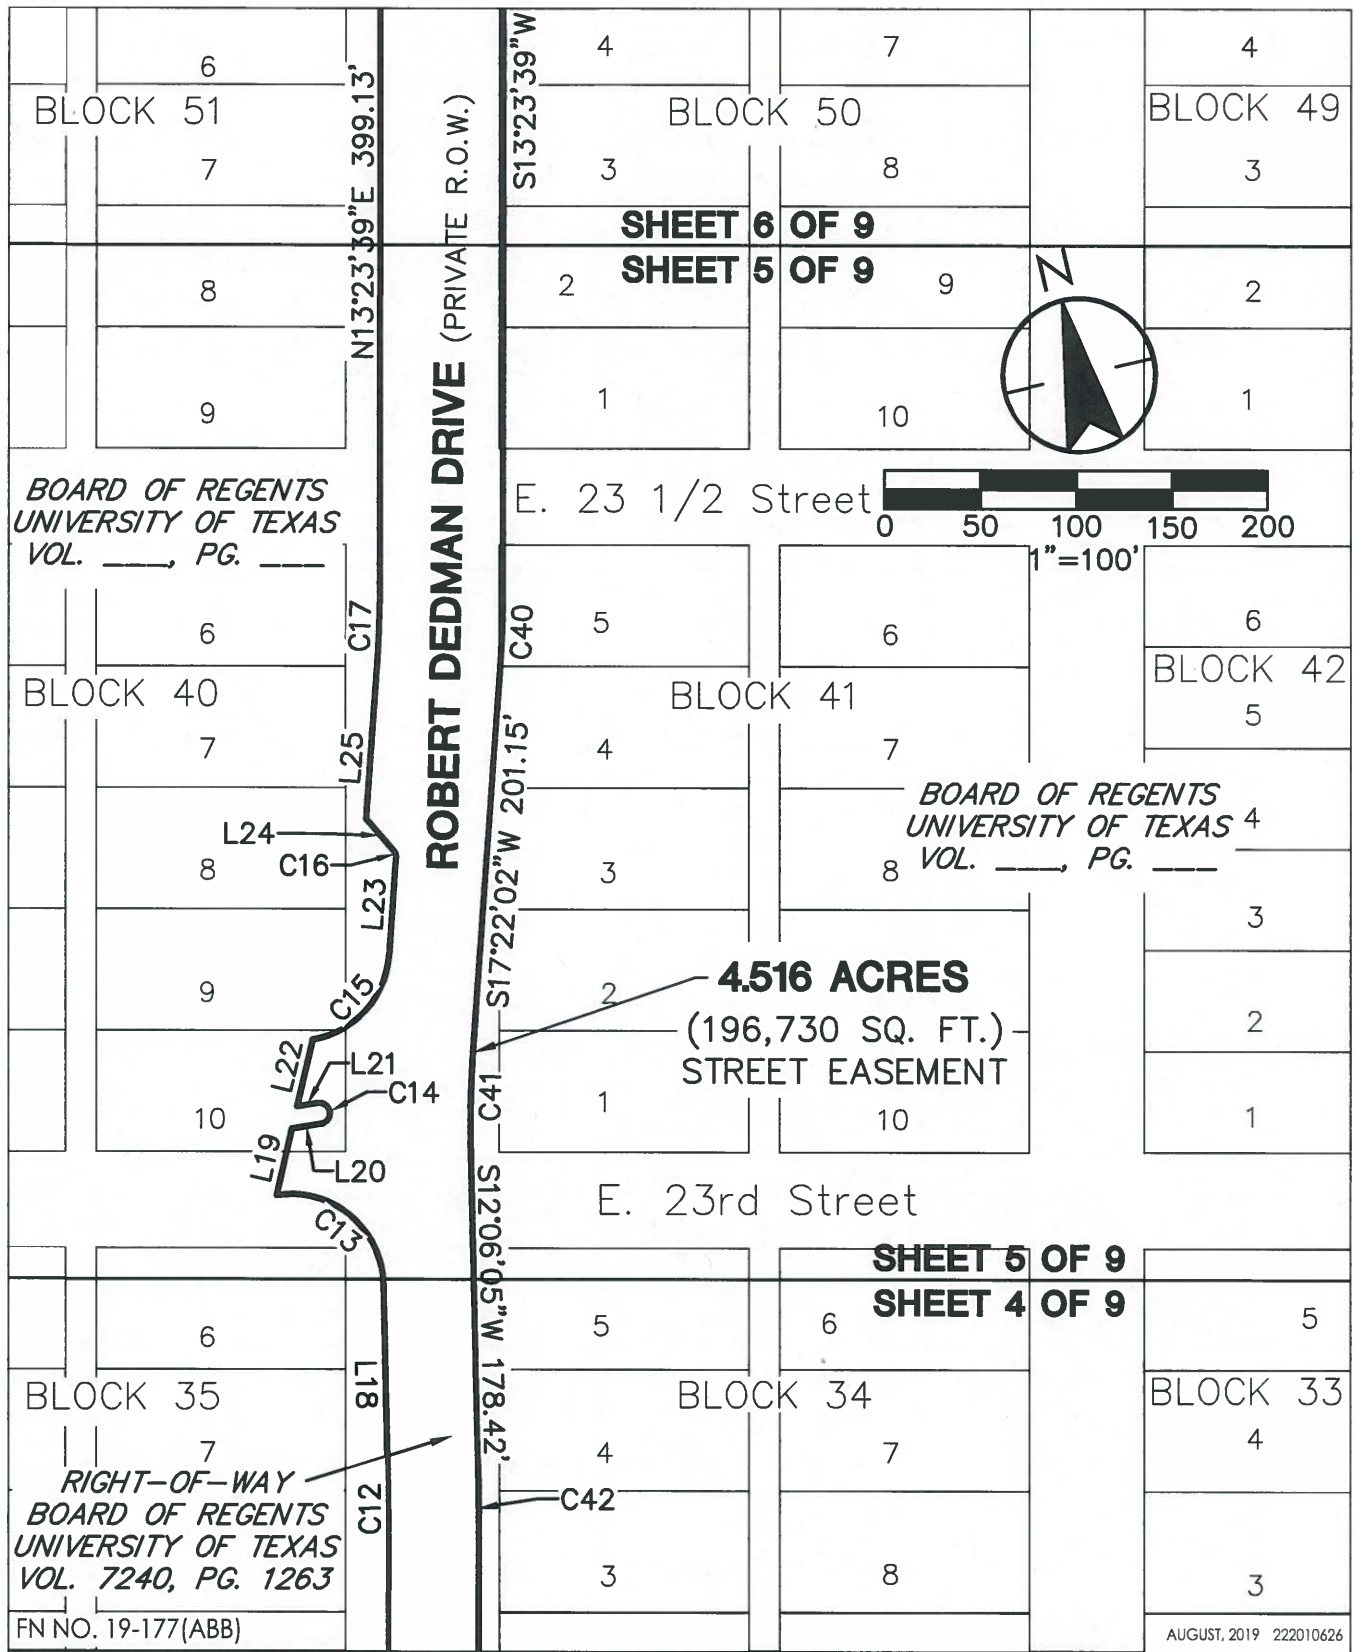 6
BLOCK 51
7
N13°23'39"E 399.13'
(PRIVATE R.O.W.)
S13°23'39"W
4
7
BLOCK 50
3
8
4
BLOCK 49
3
SHEET 6 OF 9
SHEET 5 OF 9
8
9
2
9
1
10
N
2
1
ROBERT DEDMAN DRIVE
BOARD OF REGENTS
UNIVERSITY OF TEXAS
VOL. ___, PG. ___
E. 23 1/2 Street
0 50 100 150 200
1"=100'
6
BLOCK 40
7
8
9
10
C17
L25
L24
C16
L23
C15
L22
L21
C14
L20
L19
C13
C40
S17°22'02"W 201.15'
C41
S12°06'05"W 178.42'
5
6
BLOCK 41
4
7
3
8
2
1
10
6
BLOCK 42
5
4
3
2
1
BOARD OF REGENTS
UNIVERSITY OF TEXAS
VOL. ___, PG. ___
4.516 ACRES
(196,730 SQ. FT.)
STREET EASEMENT
E. 23rd Street
SHEET 5 OF 9
SHEET 4 OF 9
6
BLOCK 35
7
L18
C12
RIGHT-OF-WAY
BOARD OF REGENTS
UNIVERSITY OF TEXAS
VOL. 7240, PG. 1263
5
6
BLOCK 34
4
7
C42
3
8
5
BLOCK 33
4
3
FN NO. 19-177(ABB)
AUGUST, 2019 222010626